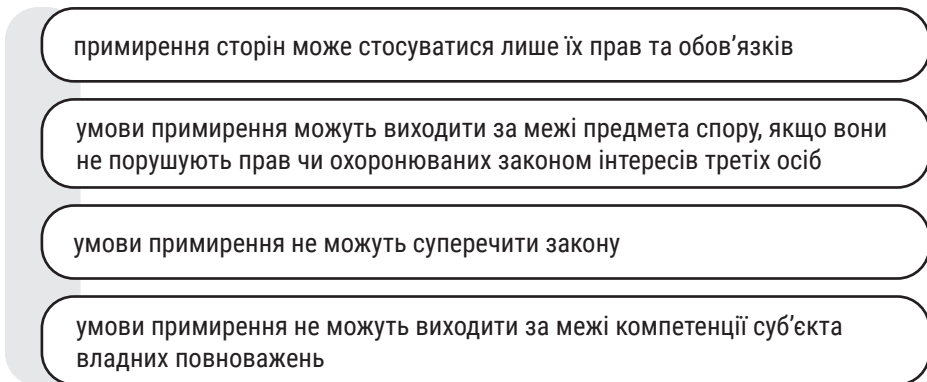 примирення сторін може стосуватися лише їх прав та обов’язків
умови примирення можуть виходити за межі предмета спору, якщо вони
не порушують прав чи охоронюваних законом інтересів третіх осіб
умови примирення не можуть суперечити закону
умови примирення не можуть виходити за межі компетенції суб’єкта
владних повноважень